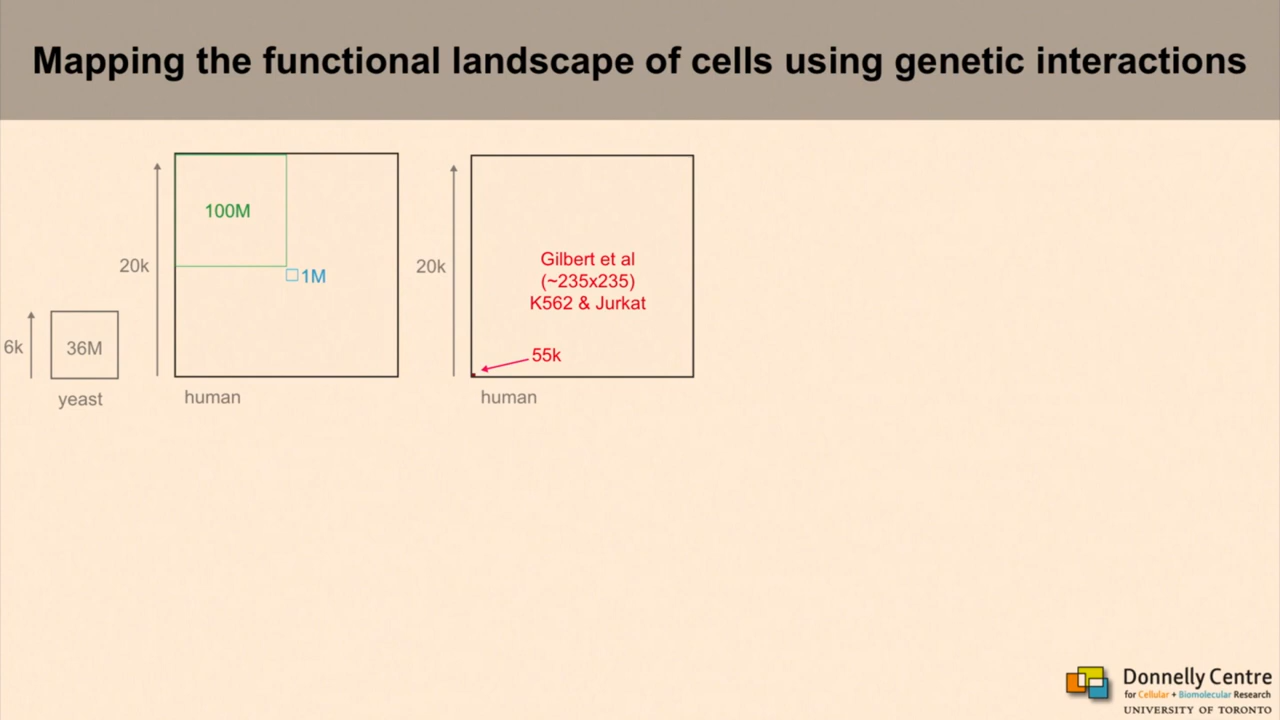 Mapping the functional landscape of cells using genetic interactions
100M
20k
1M
6k
36M
yeast
human
20k
Gilbert et al
(~235x235)
K562 & Jurkat
55k
human
Donnelly Centre
for Cellular + Biomolecular Research
UNIVERSITY OF TORONTO